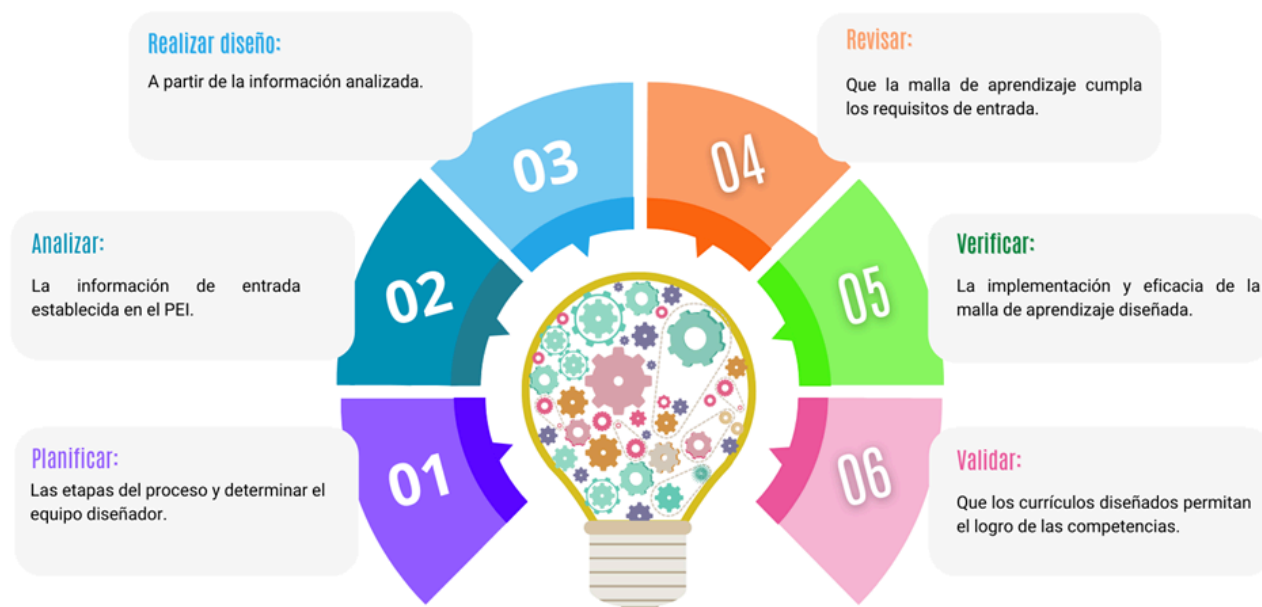 01
Planificar:
Las etapas del proceso y determinar el
equipo diseñador.
02
Analizar:
La información de entrada
establecida en el PEI.
03
Realizar diseño:
A partir de la información analizada.
04
Revisar:
Que la malla de aprendizaje cumpla
los requisitos de entrada.
05
Verificar:
La implementación y eficacia de la
malla de aprendizaje diseñada.
06
Validar:
Que los currículos diseñados permitan
el logro de las competencias.